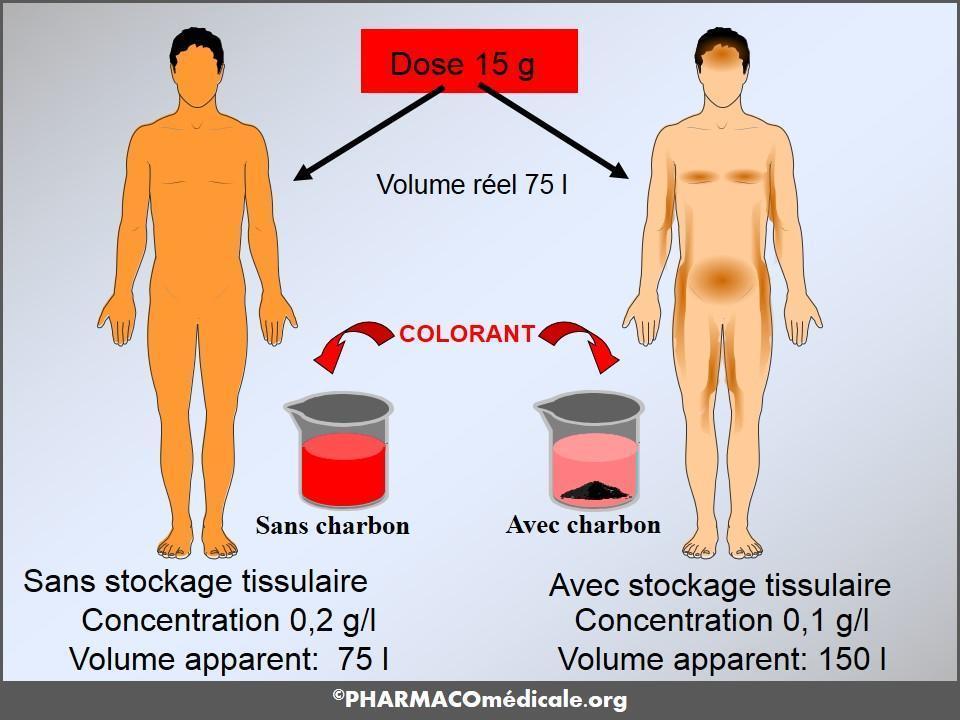 Dose 15 g
Volume réel 75 l
COLORANT
Sans charbon
Avec charbon
Sans stockage tissulaire
Concentration 0,2 g/l
Volume apparent: 75 l
Avec stockage tissulaire
Concentration 0,1 g/l
Volume apparent: 150 l
©PHARMACOmédicale.org